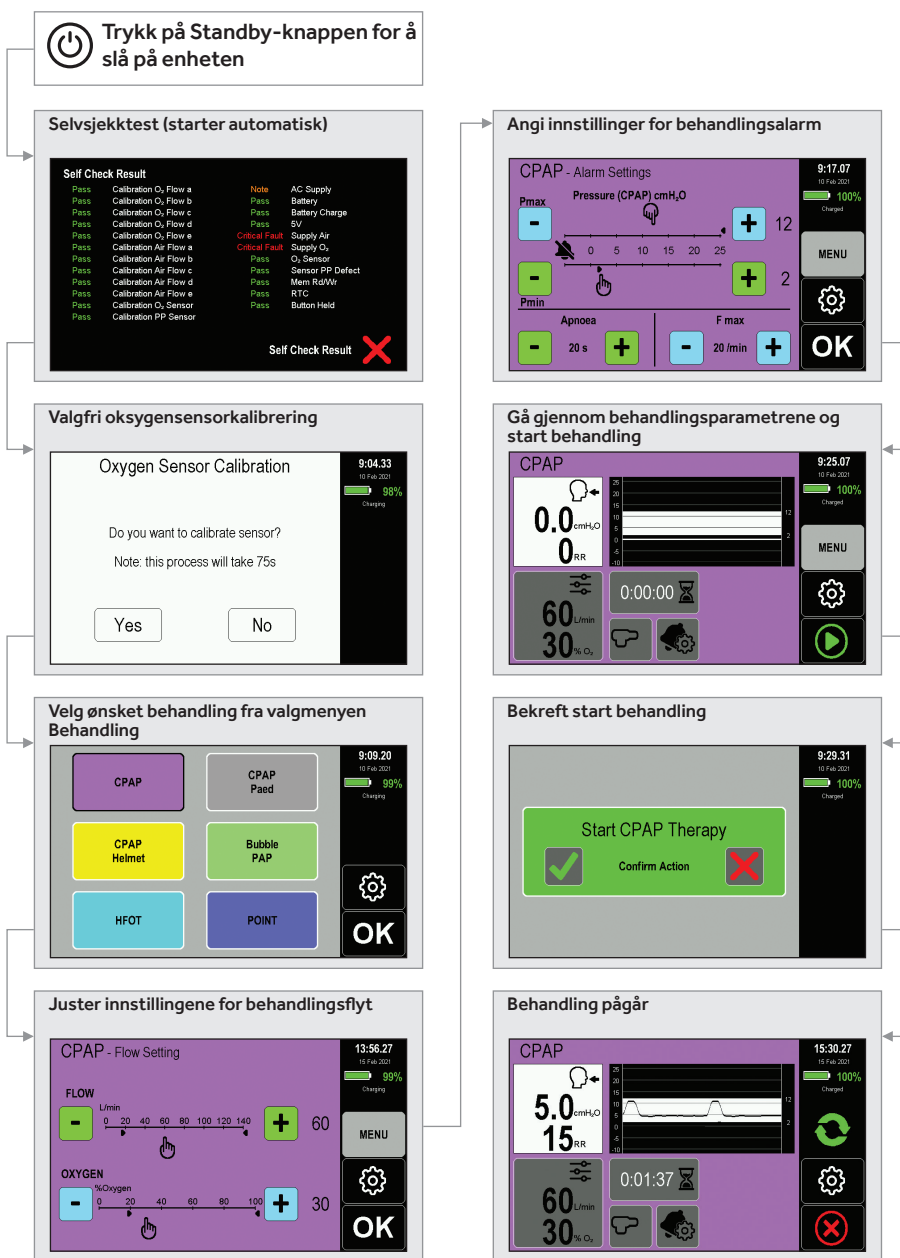 Trykk på Standby-knappen for å
slå på enheten
Selvsjekktest (starter automatisk)
Self Check Result
Pass Calibration O₂ Flow a Note AC Supply
Pass Calibration O₂ Flow b Pass Battery
Pass Calibration O₂ Flow c Pass Battery Charge
Pass Calibration O₂ Flow d Pass 5V
Pass Calibration O₂ Flow e Critical Fault Supply Air
Pass Calibration Air Flow a Critical Fault Supply O₂
Pass Calibration Air Flow b Pass O₂ Sensor
Pass Calibration Air Flow c Pass Sensor PP Defect
Pass Calibration Air Flow d Pass Mem Rd/Wr
Pass Calibration Air Flow e Pass RTC
Pass Calibration O₂ Sensor Pass Button Held
Pass Calibration PP Sensor
Self Check Result
Valgfri oksygensensorkalibrering
Oxygen Sensor Calibration
9:04.33
10 Feb 2021
98%
Charging
Do you want to calibrate sensor?
Note: this process will take 75s
Yes No
Velg ønsket behandling fra valgmenyen
Behandling
9:09.20
10 Feb 2021
99%
Charging
CPAP
CPAP
Paed
CPAP
Helmet
Bubble
PAP
HFOT
POINT
OK
Juster innstillingene for behandlingsflyt
CPAP - Flow Setting
13:56.27
15 Feb 2021
99%
Charging
FLOW
L/min
0 20 40 60 80 100 120 140
- + 60
MENU
OXYGEN
%Oxygen
0 20 40 60 80 100
- + 30
OK
Angi innstillinger for behandlingsalarm
CPAP - Alarm Settings
9:17.07
10 Feb 2021
100%
Charged
Pressure (CPAP) cmH₂O
Pmax
- + 12
0 5 10 15 20 25
MENU
- + 2
Pmin
Apnoea F max
- 20 s + - 20 /min +
OK
Gå gjennom behandlingsparametrene og
start behandling
CPAP
9:25.07
10 Feb 2021
100%
Charged
0.0 cmH₂O
0 RR
25
20
15
10
5
0
-5
-10
12
2
MENU
60 L/min
30 % O₂
0:00:00
Bekreft start behandling
9:29.31
10 Feb 2021
100%
Charged
Start CPAP Therapy
Confirm Action
Behandling pågår
CPAP
15:30.27
15 Feb 2021
100%
Charged
5.0 cmH₂O
15 RR
25
20
15
10
5
0
-5
-10
12
2
60 L/min
30 % O₂
0:01:37